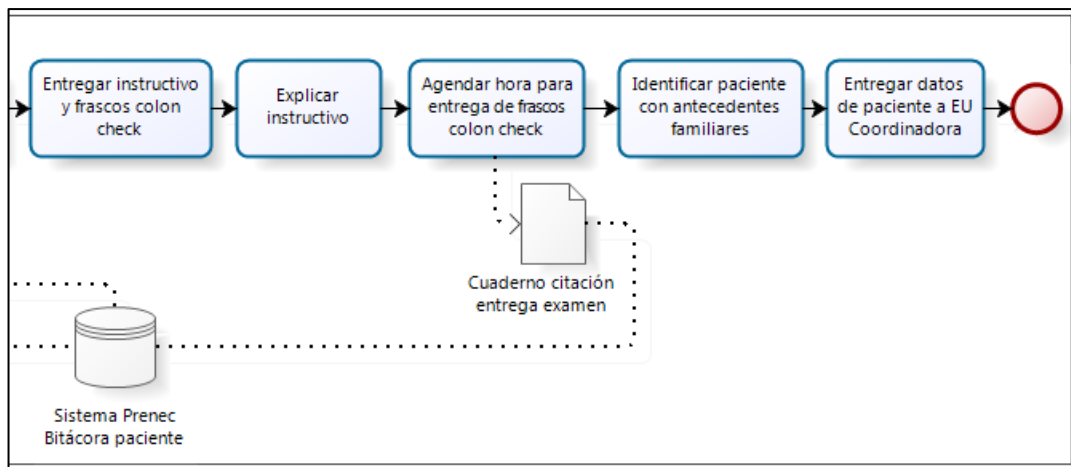 Entregar instructivo
y frascos colon
check
Explicar
instructivo
Agendar hora para
entrega de frascos
colon check
Identificar paciente
con antecedentes
familiares
Entregar datos
de paciente a EU
Coordinadora
Cuaderno citación
entrega examen
Sistema Prenec
Bitácora paciente